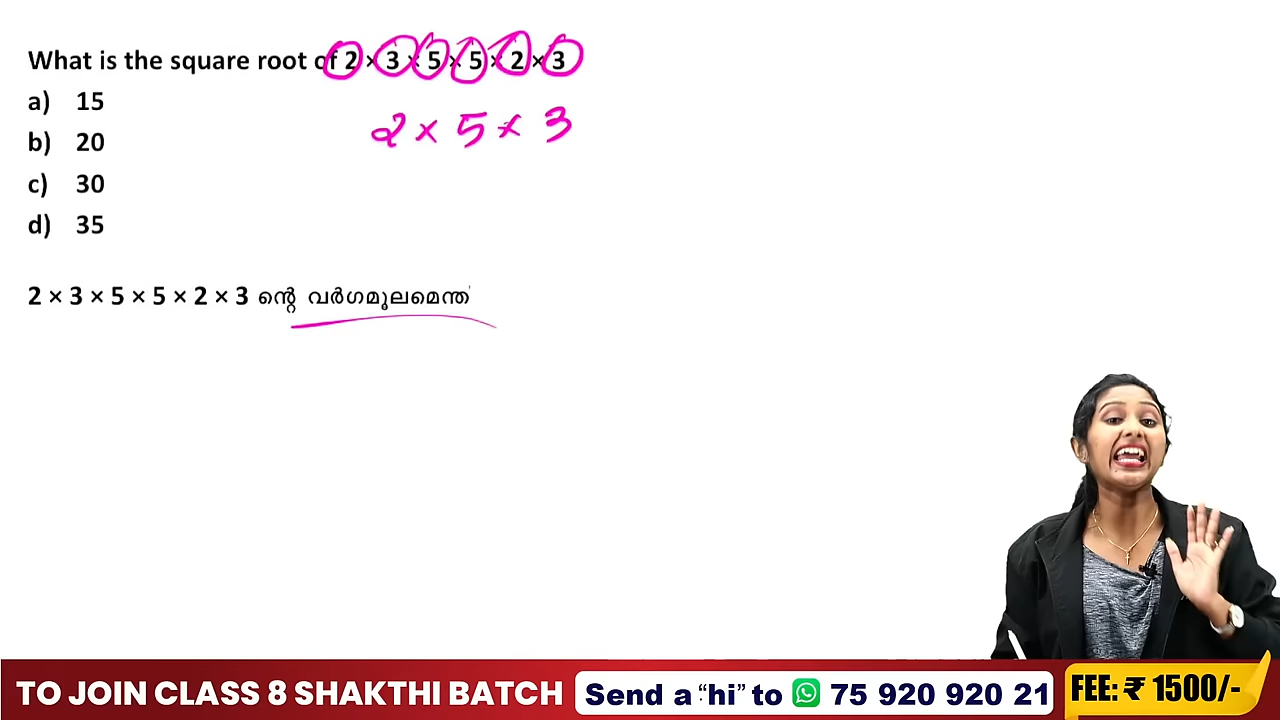 What is the square root of 2 × 3 × 5 × 5 × 2 × 3
2 × 5 × 3
a) 15
b) 20
c) 30
d) 35
2 × 3 × 5 × 5 × 2 × 3 ന്റെ വർഗമൂലമെന്ത്
TO JOIN CLASS 8 SHAKTHI BATCH Send a “hi” to 75 920 920 21 FEE: ₹ 1500/-